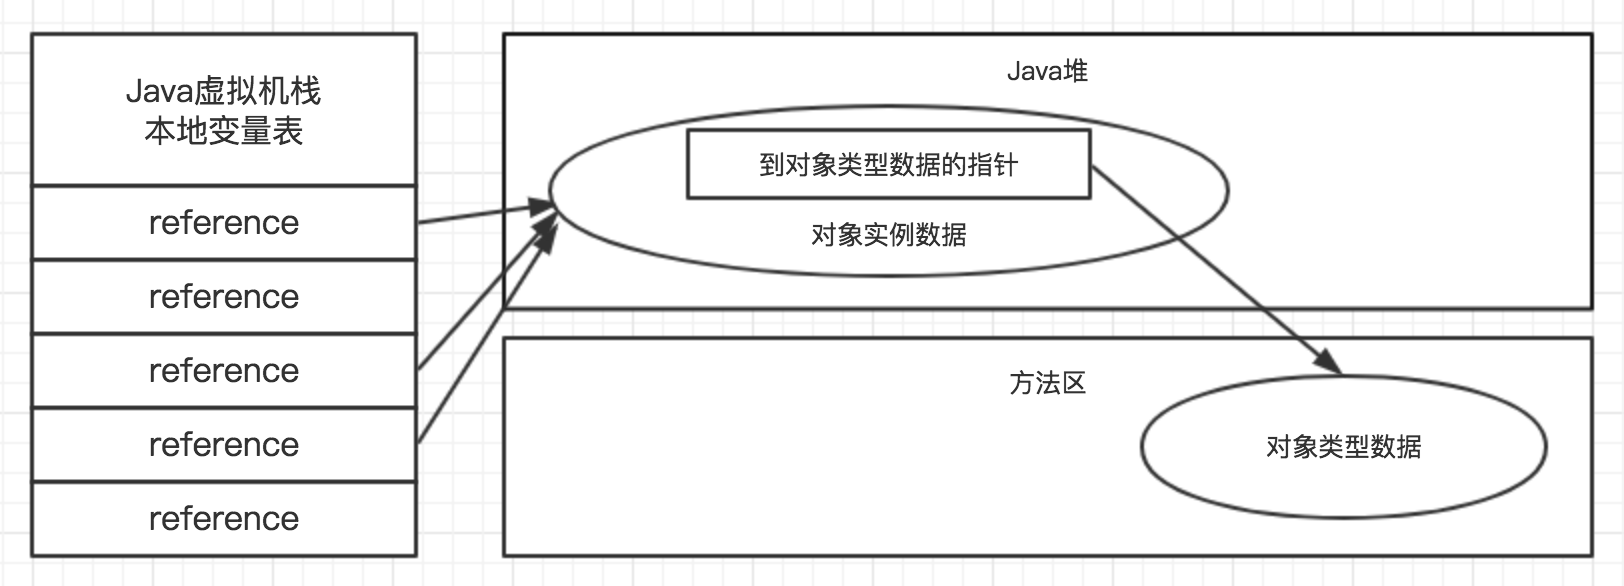 Java虚拟机栈
本地变量表
reference
reference
reference
reference
reference
Java堆
到对象类型数据的指针
对象实例数据
方法区
对象类型数据